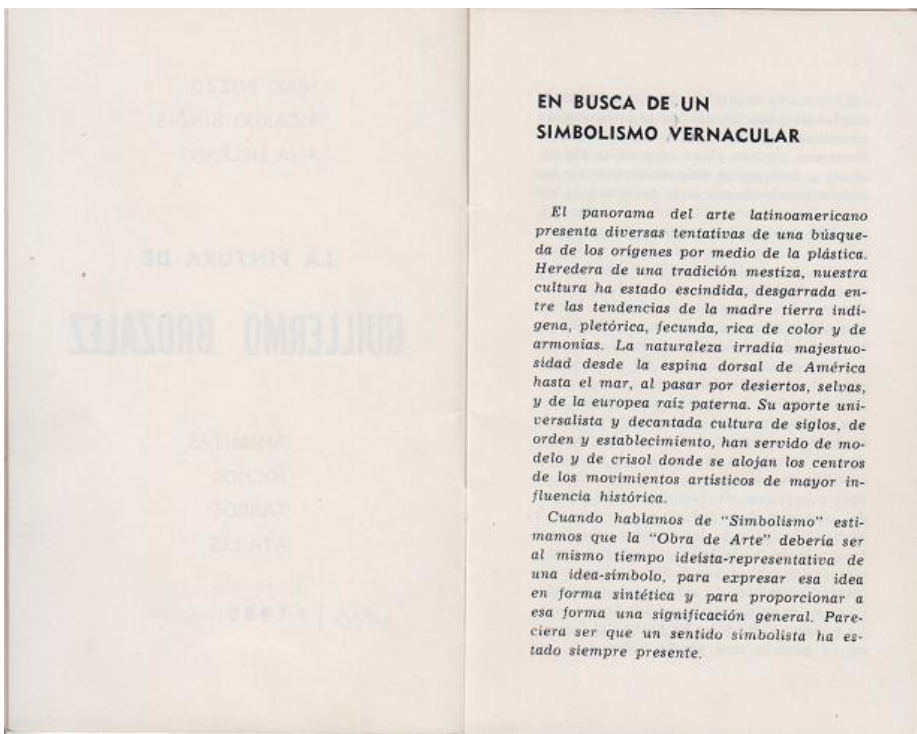 EN BUSCA DE UN
SIMBOLISMO VERNACULAR
El panorama del arte latinoamericano
presenta diversas tentativas de una búsque-
da de los orígenes por medio de la plástica.
Heredera de una tradición mestiza, nuestra
cultura ha estado escindida, desgarrada en-
tre las tendencias de la madre tierra indí-
gena, pletórica, fecunda, rica de color y de
armonías. La naturaleza irradia majestuo-
sidad desde la espina dorsal de América
hasta el mar, al pasar por desiertos, selvas,
y de la europea raíz paterna. Su aporte uni-
versalista y decantada cultura de siglos, de
orden y establecimiento, han servido de mo-
delo y de crisol donde se alojan los centros
de los movimientos artísticos de mayor in-
fluencia histórica.
Cuando hablamos de "Simbolismo" esti-
mamos que la "Obra de Arte" debería ser
al mismo tiempo ideísta-representativa de
una idea-símbolo, para expresar esa idea
en forma sintética y para proporcionar a
esa forma una significación general. Pare-
ciera ser que un sentido simbolista ha es-
tado siempre presente.